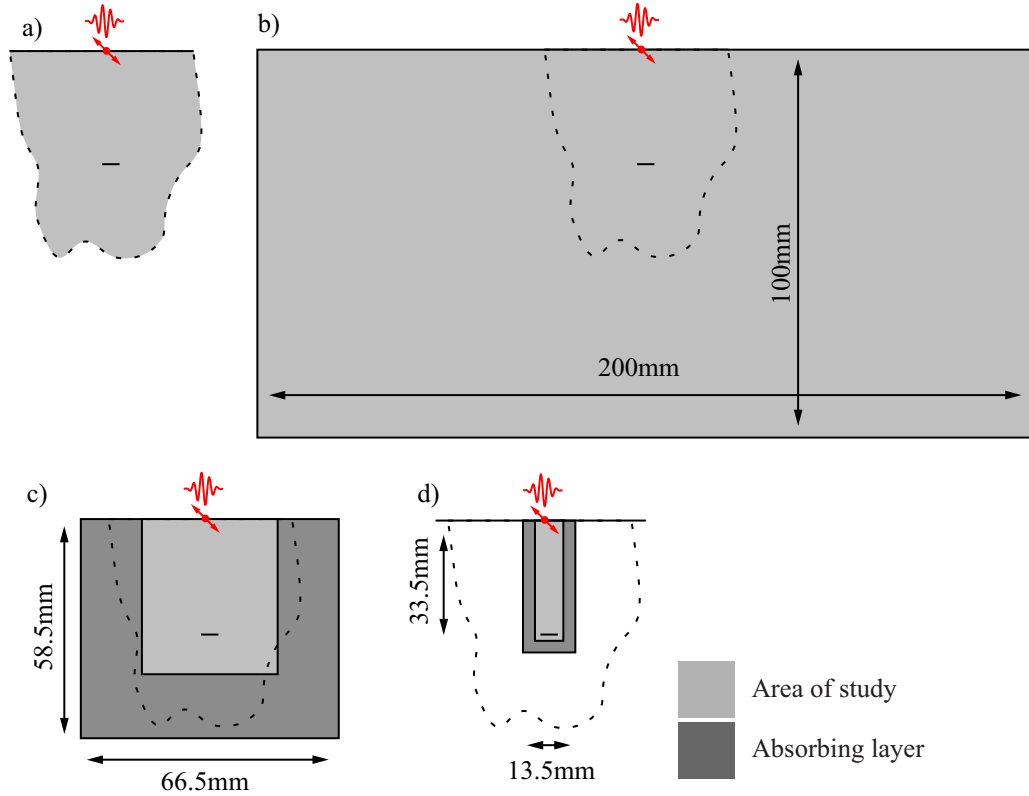 a)
b)
100mm
200mm
c)
d)
58.5mm
33.5mm
66.5mm
13.5mm
Area of study
Absorbing layer